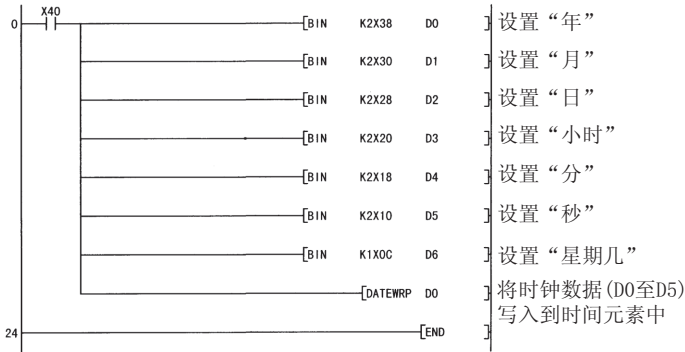 X40
0 [BIN K2X38 D0 ] 设置“年”
[BIN K2X30 D1 ] 设置“月”
[BIN K2X28 D2 ] 设置“日”
[BIN K2X20 D3 ] 设置“小时”
[BIN K2X18 D4 ] 设置“分”
[BIN K2X10 D5 ] 设置“秒”
[BIN K1X0C D6 ] 设置“星期几”
[DATEWRP D0 ] 将时钟数据(D0至D5)
写入到时间元素中
24 [END ]